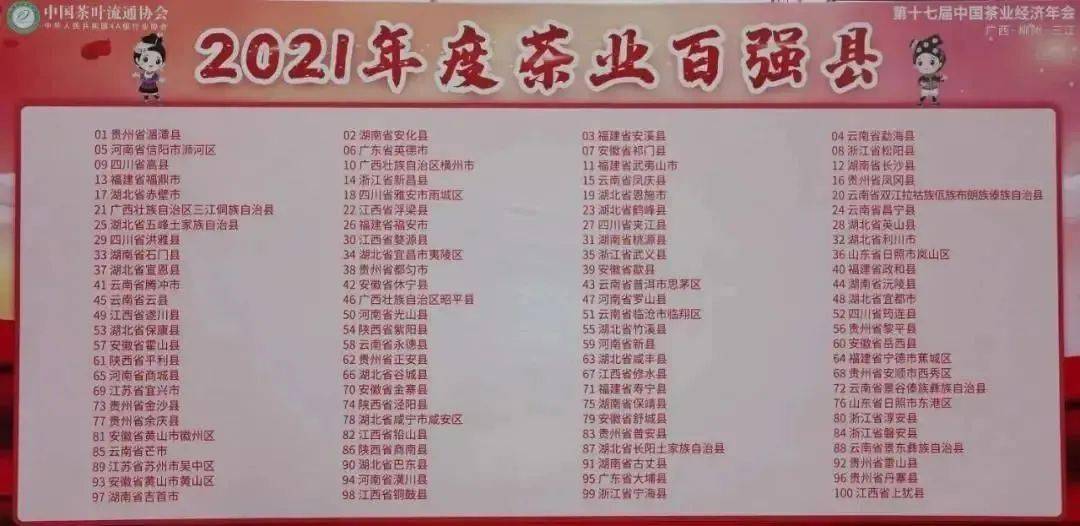 中国茶叶流通协会
中华人民共和国4A级行业协会
第十七届中国茶业经济年会
广西·柳州·三江
2021年度茶业百强县
01 贵州省湄潭县 02 湖南省安化县 03 福建省安溪县 04 云南省勐海县
05 河南省信阳市浉河区 06 广东省英德市 07 安徽省祁门县 08 浙江省松阳县
09 四川省高县 10 广西壮族自治区横州市 11 福建省武夷山市 12 湖南省长沙县
13 福建省福鼎市 14 浙江省新昌县 15 云南省凤庆县 16 贵州省凤冈县
17 湖北省赤壁市 18 四川省雅安市雨城区 19 湖北省恩施市 20 云南省双江拉祜族佤族布朗族傣族自治县
21 广西壮族自治区三江侗族自治县 22 江西省浮梁县 23 湖北省鹤峰县 24 云南省昌宁县
25 湖北省五峰土家族自治县 26 福建省福安市 27 四川省夹江县 28 湖北省英山县
29 四川省洪雅县 30 江西省婺源县 31 湖南省桃源县 32 湖北省利川市
33 湖南省石门县 34 湖北省宜昌市夷陵区 35 浙江省武义县 36 山东省日照市岚山区
37 湖北省宣恩县 38 贵州省都匀市 39 安徽省歙县 40 福建省政和县
41 云南省腾冲市 42 安徽省休宁县 43 云南省普洱市思茅区 44 湖南省沅陵县
45 云南省云县 46 广西壮族自治区昭平县 47 河南省罗山县 48 湖北省宜都市
49 江西省遂川县 50 河南省光山县 51 云南省临沧市临翔区 52 四川省筠连县
53 湖北省保康县 54 陕西省紫阳县 55 湖北省竹溪县 56 贵州省黎平县
57 安徽省霍山县 58 云南省永德县 59 河南省新县 60 安徽省岳西县
61 陕西省平利县 62 贵州省正安县 63 湖北省咸丰县 64 福建省宁德市蕉城区
65 河南省商城县 66 湖北省谷城县 67 江西省修水县 68 贵州省安顺市西秀区
69 江苏省宜兴市 70 安徽省金寨县 71 福建省寿宁县 72 云南省景谷傣族彝族自治县
73 贵州省金沙县 74 陕西省泾阳县 75 湖南省保靖县 76 山东省日照市东港区
77 贵州省余庆县 78 湖北省咸宁市咸安区 79 安徽省舒城县 80 浙江省淳安县
81 安徽省黄山市徽州区 82 江西省铅山县 83 贵州省普安县 84 浙江省磐安县
85 云南省芒市 86 陕西省商南县 87 湖北省长阳土家族自治县 88 云南省景东彝族自治县
89 江苏省苏州市吴中区 90 湖北省巴东县 91 湖南省古丈县 92 贵州省雷山县
93 安徽省黄山市黄山区 94 河南省潢川县 95 广东省大埔县 96 贵州省丹寨县
97 湖南省吉首市 98 江西省铜鼓县 99 浙江省宁海县 100 江西省上犹县